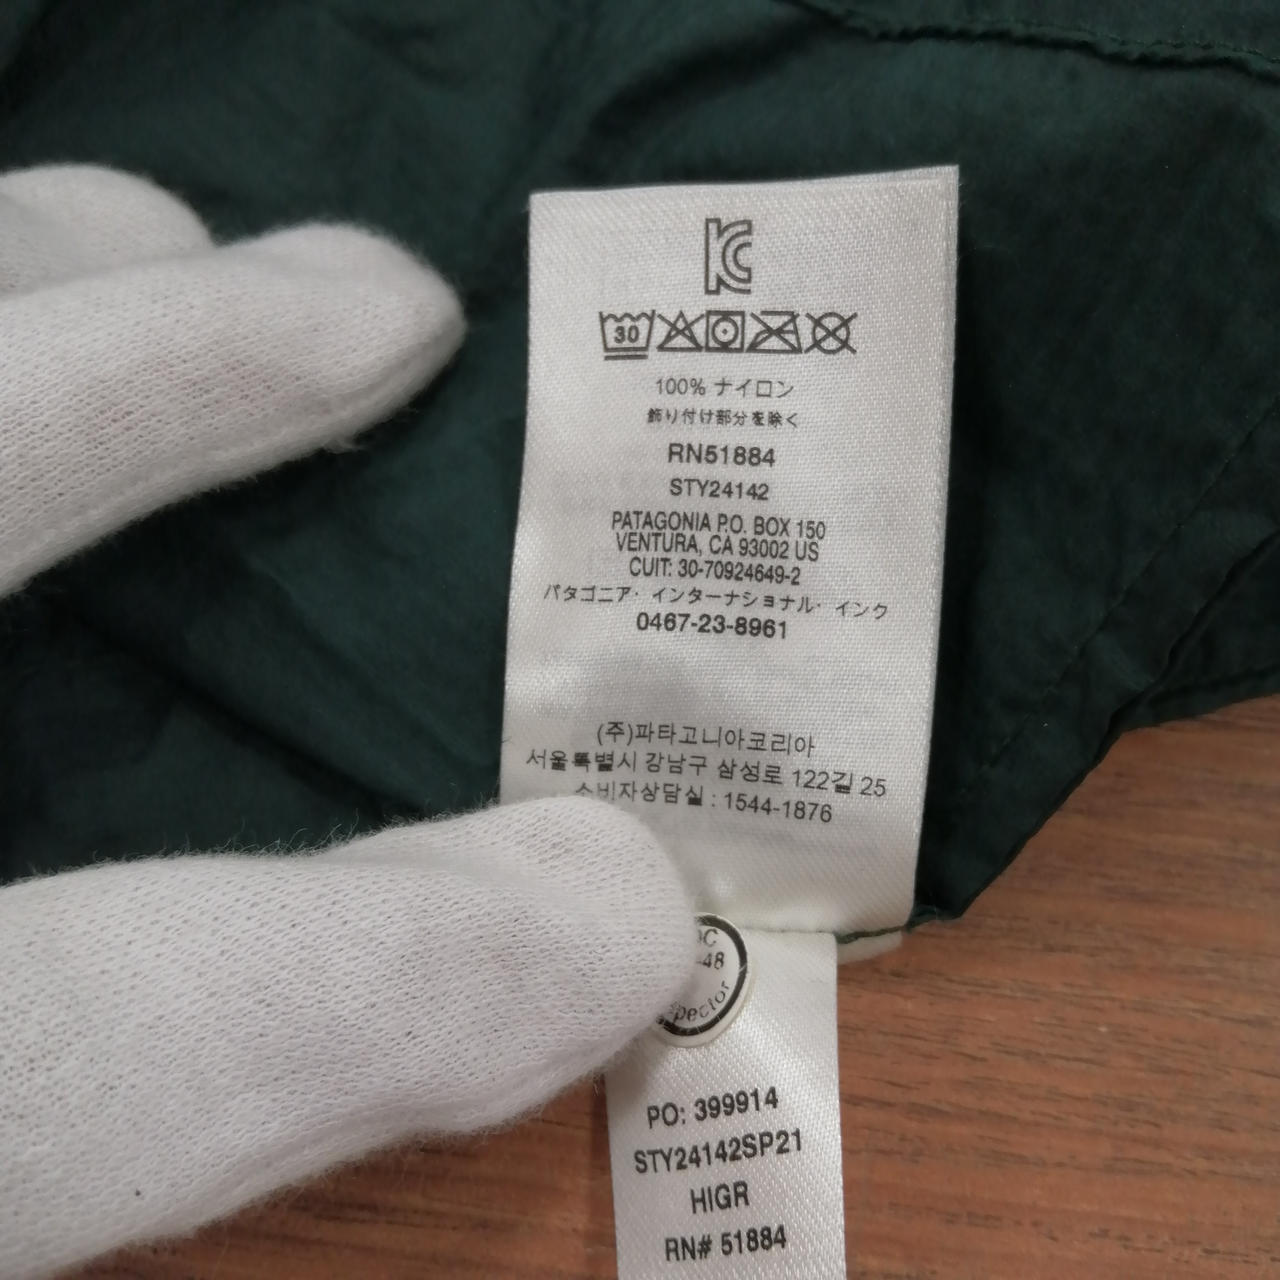 30
100% ナイロン
飾り付け部分を除く
RN51884
STY24142
PATAGONIA P.O. BOX 150
VENTURA, CA 93002 US
CUIT: 30-70924649-2
パタゴニア・インターナショナル・インク
0467-23-8961
(주)파타고니아코리아
서울특별시 강남구 삼성로 122길 25
소비자상담실 : 1544-1876
-48
PO: 399914
STY24142SP21
HIGR
RN# 51884